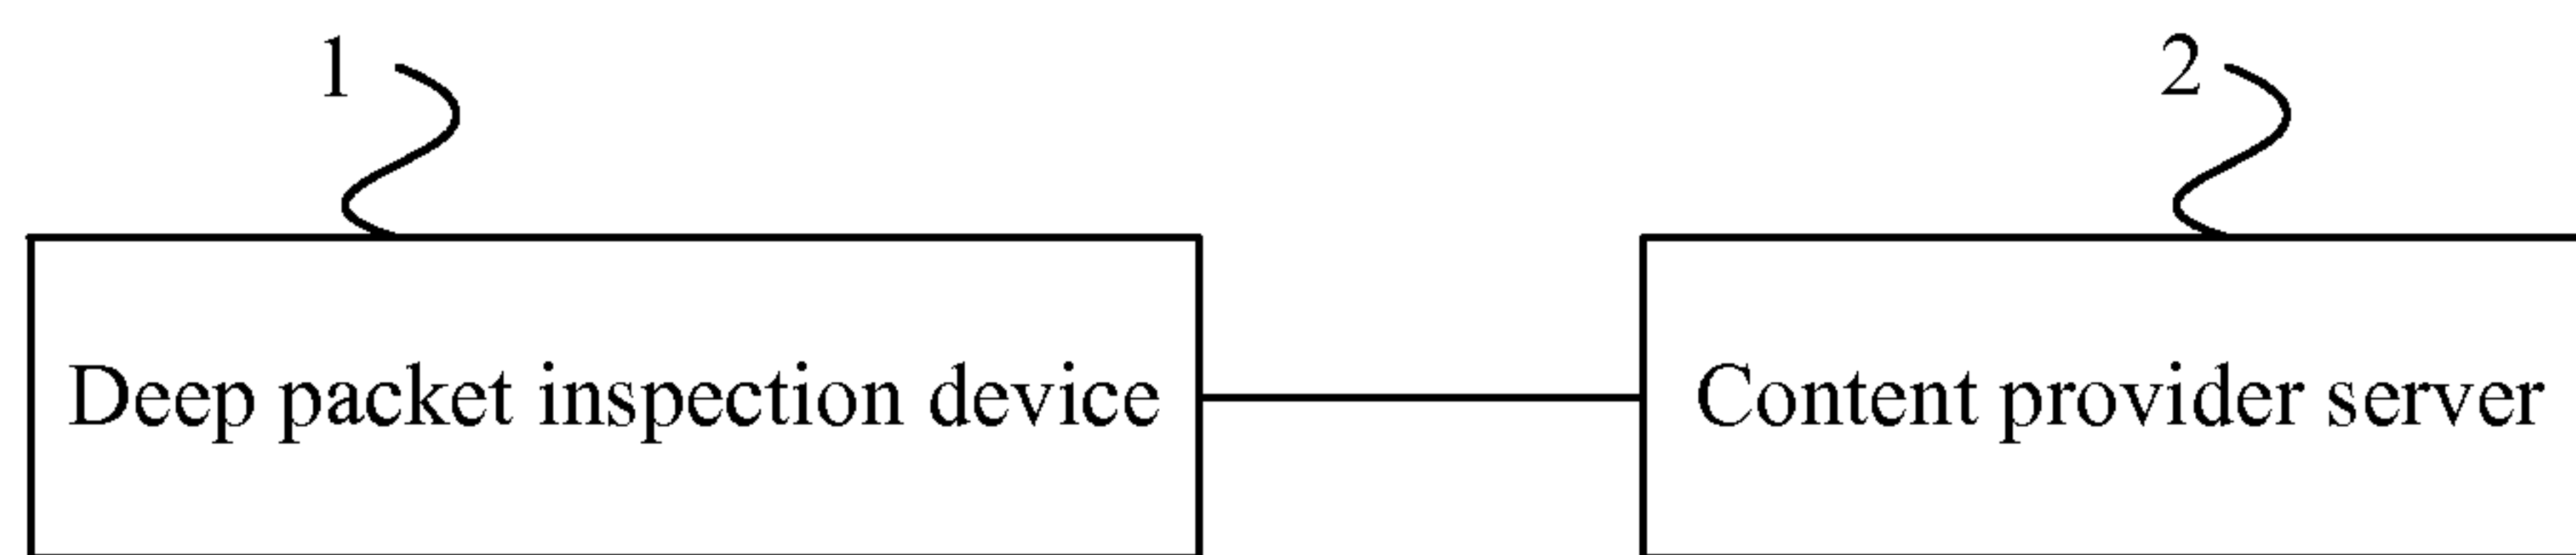 1
2
Deep packet inspection device
Content provider server